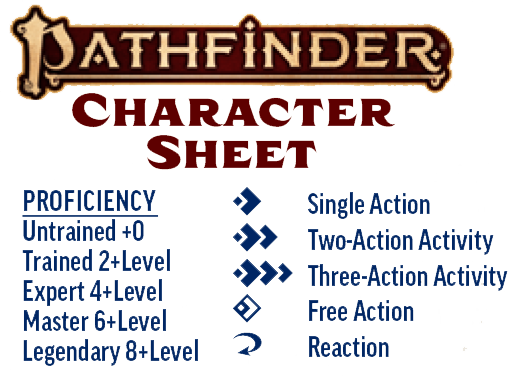 PATHFINDER
CHARACTER
SHEET
PROFICIENCY
Untrained +0
Trained 2+Level
Expert 4+Level
Master 6+Level
Legendary 8+Level
Single Action
Two-Action Activity
Three-Action Activity
Free Action
Reaction